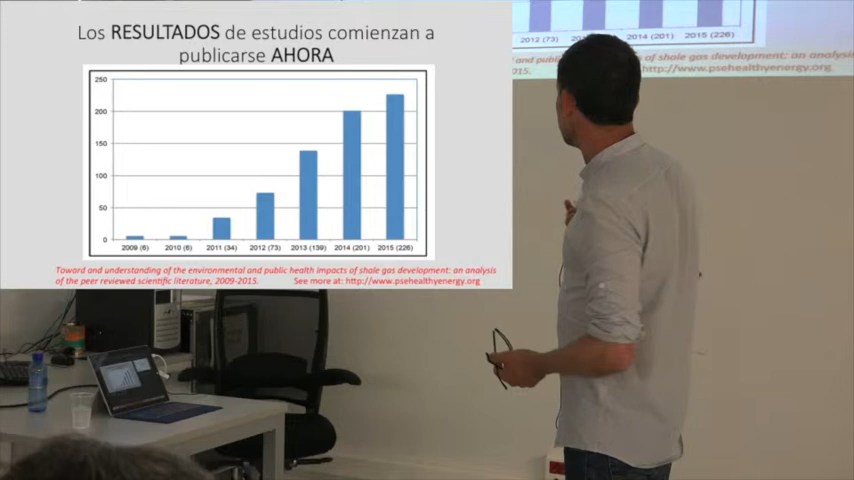 Los RESULTADOS de estudios comienzan a
publicarse AHORA
250
200
150
100
50
0
2009 (6) 2010 (6) 2011 (34) 2012 (73) 2013 (139) 2014 (201) 2015 (226)
Toward and understanding of the environmental and public health impacts of shale gas development: an analysis
of the peer reviewed scientific literature, 2009-2015. See more at: http://www.psehealthyenergy.org
2012 (73) 2014 (201) 2015 (226)
of shale gas development: an analysis
015. http://www.psehealthyenergy.org